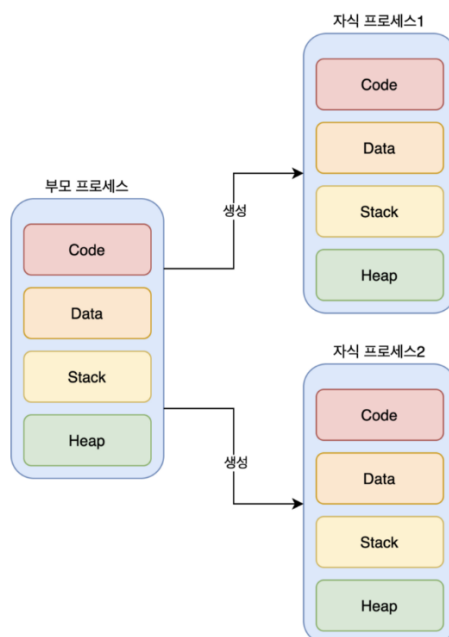 자식 프로세스1
Code
Data
Stack
Heap
부모 프로세스
Code
Data
Stack
Heap
생성
생성
자식 프로세스2
Code
Data
Stack
Heap